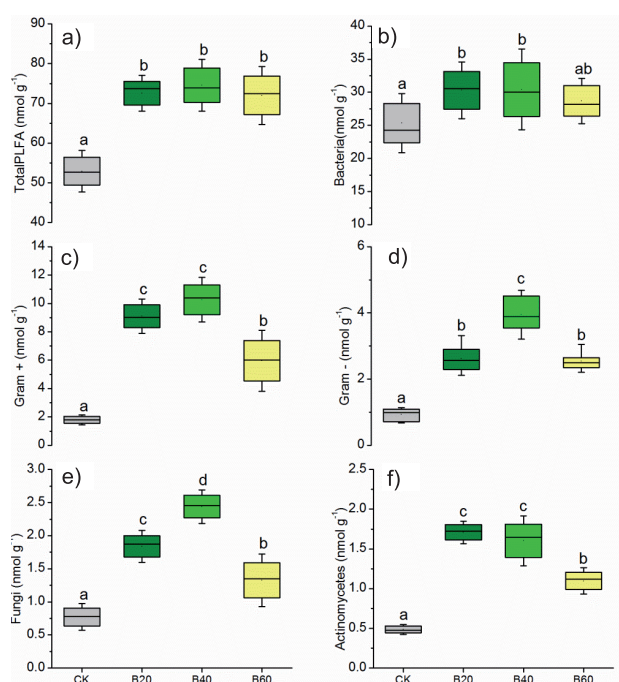 a)
TotalPLFA (nmol g-1)
90
80
70
60
50
40
a
b
b
b
b)
Bacteria(nmol g-1)
40
35
30
25
20
15
10
a
b
b
ab
c)
Gram + (nmol g-1)
14
12
10
8
6
4
2
0
a
c
c
b
d)
Gram - (nmol g-1)
6
4
2
0
a
b
c
b
e)
Fungi (nmol g-1)
3.0
2.5
2.0
1.5
1.0
0.5
0.0
a
c
d
b
CK B20 B40 B60
f)
Actinomycetes (nmol g-1)
2.5
2.0
1.5
1.0
0.5
0.0
a
c
c
b
CK B20 B40 B60